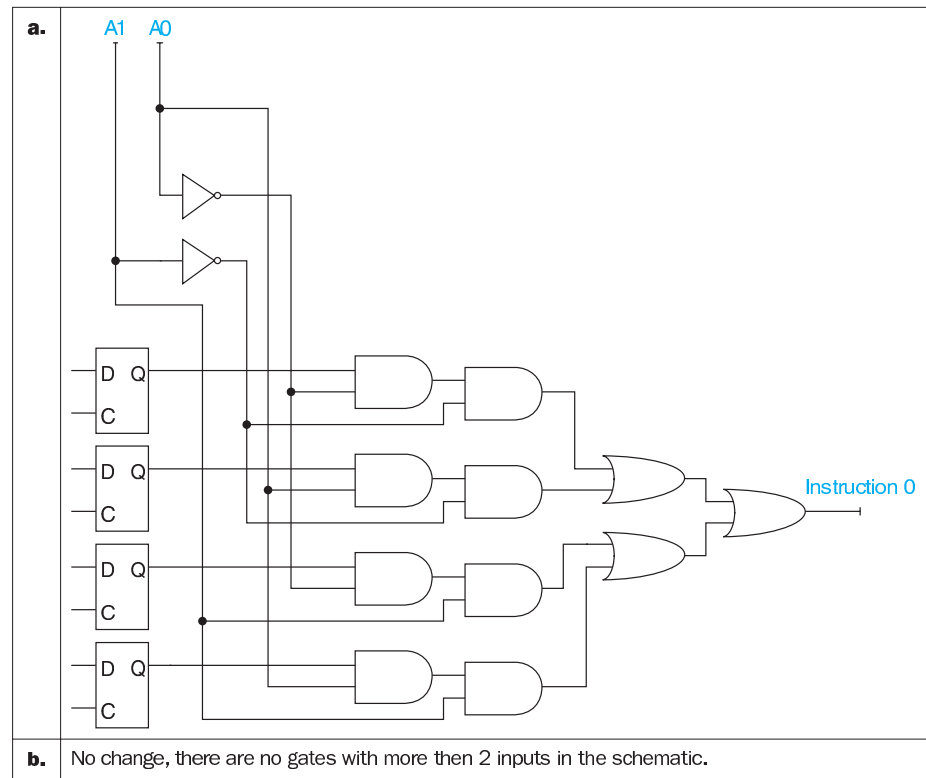 a.
A1 A0
D Q
C
D Q
C
Instruction 0
D Q
C
D Q
C
b. No change, there are no gates with more then 2 inputs in the schematic.